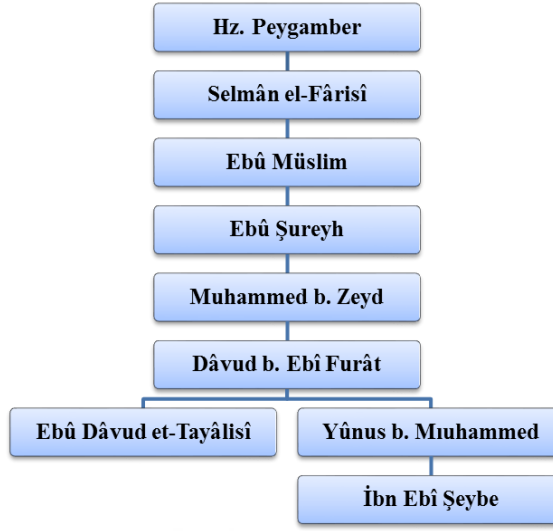 Hz. Peygamber
Selmân el-Fârisî
Ebû Müslim
Ebû Şureyh
Muhammed b. Zeyd
Dâvud b. Ebî Furât
Ebû Dâvud et-Tayâlisî
Yûnus b. Mıuhammed
İbn Ebî Şeybe